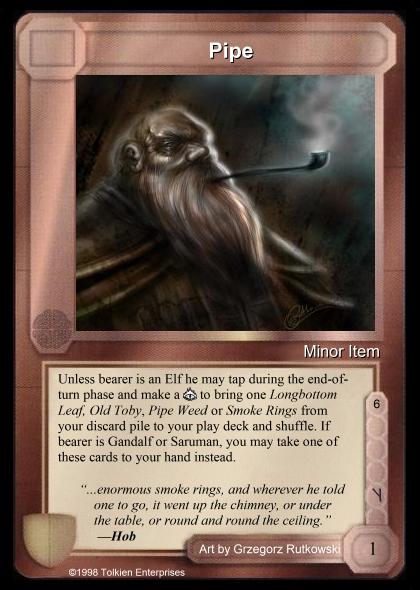 Pipe
Minor Item
Unless bearer is an Elf he may tap during the end-of-
turn phase and make a to bring one Longbottom
Leaf, Old Toby, Pipe Weed or Smoke Rings from
your discard pile to your play deck and shuffle. If
bearer is Gandalf or Saruman, you may take one of
these cards to your hand instead.
6
“...enormous smoke rings, and wherever he told
one to go, it went up the chimney, or under
the table, or round and round the ceiling.”
—Hob
Art by Grzegorz Rutkowski
1
©1998 Tolkien Enterprises